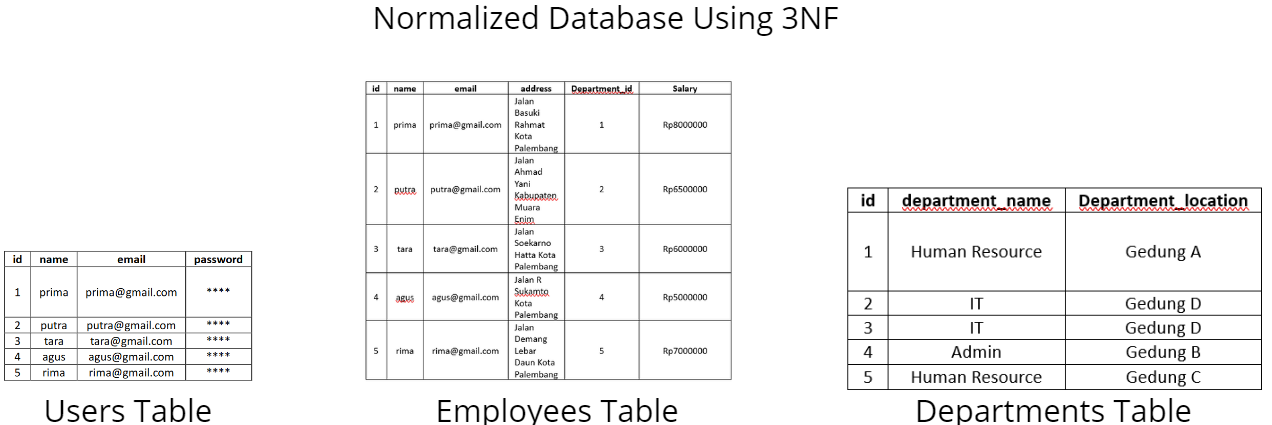 Normalized Database Using 3NF
id name email password
1 prima prima@gmail.com ****
2 putra putra@gmail.com ****
3 tara tara@gmail.com ****
4 agus agus@gmail.com ****
5 rima rima@gmail.com ****
Users Table
id name email address Department_id Salary
Jalan
Basuki
1 prima prima@gmail.com Rahmat 1 Rp8000000
Kota
Palembang
Jalan
Ahmad
Yani
2 putra putra@gmail.com Kabupaten 2 Rp6500000
Muara
Enim
Jalan
Soekarno
3 tara tara@gmail.com Hatta Kota 3 Rp6000000
Palembang
Jalan R
Sukamto
4 agus agus@gmail.com Kota 4 Rp5000000
Palembang
Jalan
Demang
5 rima rima@gmail.com Lebar 5 Rp7000000
Daun Kota
Palembang
Employees Table
id department_name Department_location
1 Human Resource Gedung A
2 IT Gedung D
3 IT Gedung D
4 Admin Gedung B
5 Human Resource Gedung C
Departments Table